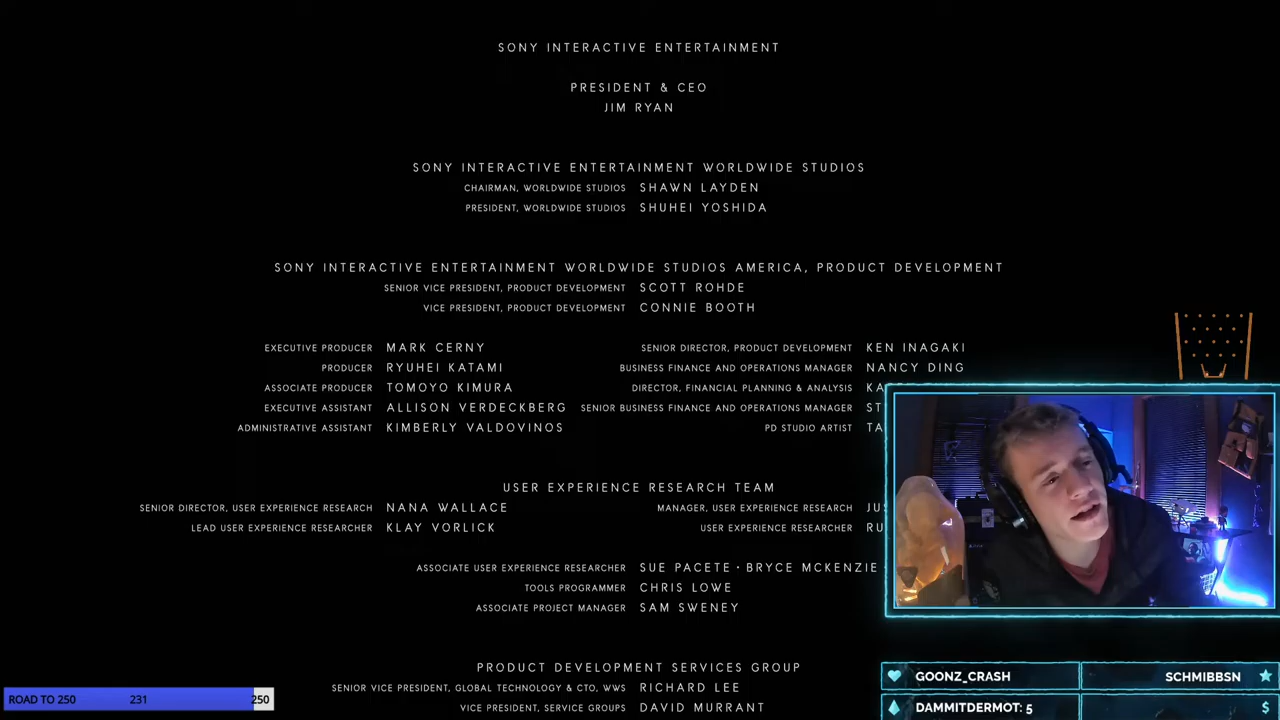 SONY INTERACTIVE ENTERTAINMENT
PRESIDENT & CEO
JIM RYAN
SONY INTERACTIVE ENTERTAINMENT WORLDWIDE STUDIOS
CHAIRMAN, WORLDWIDE STUDIOS SHAWN LAYDEN
PRESIDENT, WORLDWIDE STUDIOS SHUHEI YOSHIDA
SONY INTERACTIVE ENTERTAINMENT WORLDWIDE STUDIOS AMERICA, PRODUCT DEVELOPMENT
SENIOR VICE PRESIDENT, PRODUCT DEVELOPMENT SCOTT ROHDE
VICE PRESIDENT, PRODUCT DEVELOPMENT CONNIE BOOTH
EXECUTIVE PRODUCER MARK CERNY SENIOR DIRECTOR, PRODUCT DEVELOPMENT KEN INAGAKI
PRODUCER RYUHEI KATAMI BUSINESS FINANCE AND OPERATIONS MANAGER NANCY DING
ASSOCIATE PRODUCER TOMOYO KIMURA DIRECTOR, FINANCIAL PLANNING & ANALYSIS
EXECUTIVE ASSISTANT ALLISON VERDECKBERG SENIOR BUSINESS FINANCE AND OPERATIONS MANAGER
ADMINISTRATIVE ASSISTANT KIMBERLY VALDOVINOS PD STUDIO ARTIST
USER EXPERIENCE RESEARCH TEAM
SENIOR DIRECTOR, USER EXPERIENCE RESEARCH NANA WALLACE MANAGER, USER EXPERIENCE RESEARCH
LEAD USER EXPERIENCE RESEARCHER KLAY VORLICK USER EXPERIENCE RESEARCHER
ASSOCIATE USER EXPERIENCE RESEARCHER SUE PACETE · BRYCE MCKENZIE
TOOLS PROGRAMMER CHRIS LOWE
ASSOCIATE PROJECT MANAGER SAM SWENEY
PRODUCT DEVELOPMENT SERVICES GROUP
SENIOR VICE PRESIDENT, GLOBAL TECHNOLOGY & CTO, WWS RICHARD LEE
VICE PRESIDENT, SERVICE GROUPS DAVID MURRANT
ROAD TO 250 231 250
GOONZ_CRASH SCHMIBBSN
DAMMITDERMOT: 5 $